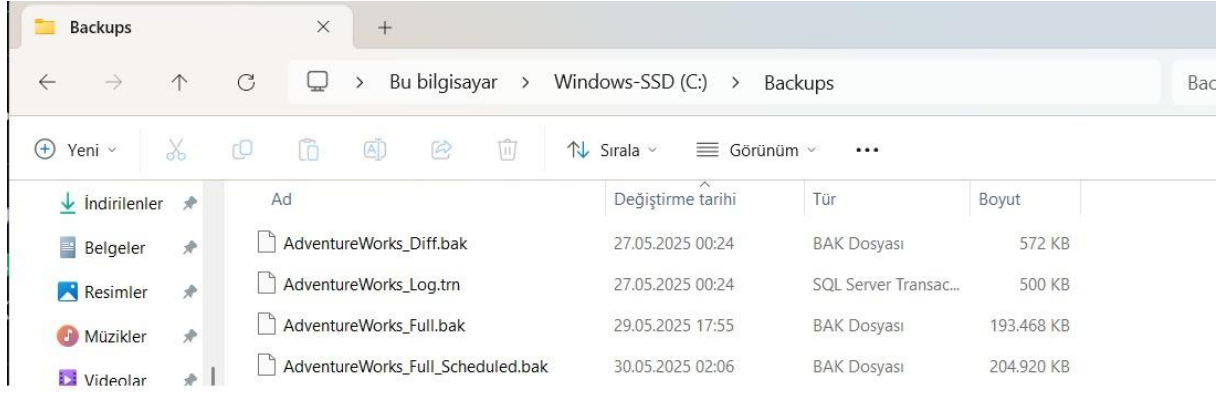 Backups
Bu bilgisayar > Windows-SSD (C:) > Backups
Bac
Yeni
Sırala
Görünüm
Ad Değiştirme tarihi Tür Boyut
İndirilenler
Belgeler
Resimler
Müzikler
Videolar
AdventureWorks_Diff.bak 27.05.2025 00:24 BAK Dosyası 572 KB
AdventureWorks_Log.trn 27.05.2025 00:24 SQL Server Transac... 500 KB
AdventureWorks_Full.bak 29.05.2025 17:55 BAK Dosyası 193.468 KB
AdventureWorks_Full_Scheduled.bak 30.05.2025 02:06 BAK Dosyası 204.920 KB